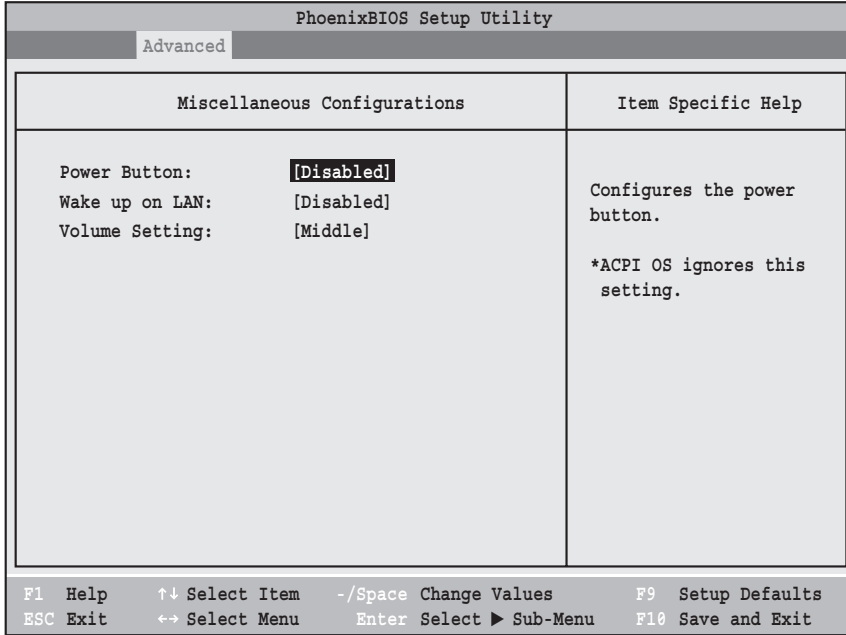 PhoenixBIOS Setup Utility
Advanced
Miscellaneous Configurations
Item Specific Help
Power Button: [Disabled]
Wake up on LAN: [Disabled]
Volume Setting: [Middle]
Configures the power
button.
*ACPI OS ignores this
setting.
F1 Help ↑↓ Select Item -/Space Change Values F9 Setup Defaults
ESC Exit ←→ Select Menu Enter Select ▶ Sub-Menu F10 Save and Exit